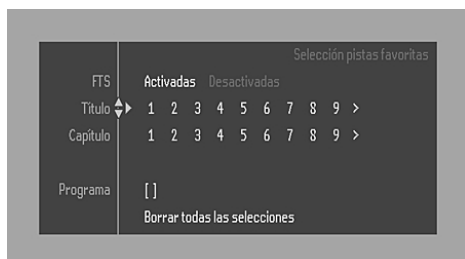 Selección pistas favoritas
FTS Activadas Desactivadas
Título 1 2 3 4 5 6 7 8 9 >
Capítulo 1 2 3 4 5 6 7 8 9 >
Programa [ ]
Borrar todas las selecciones